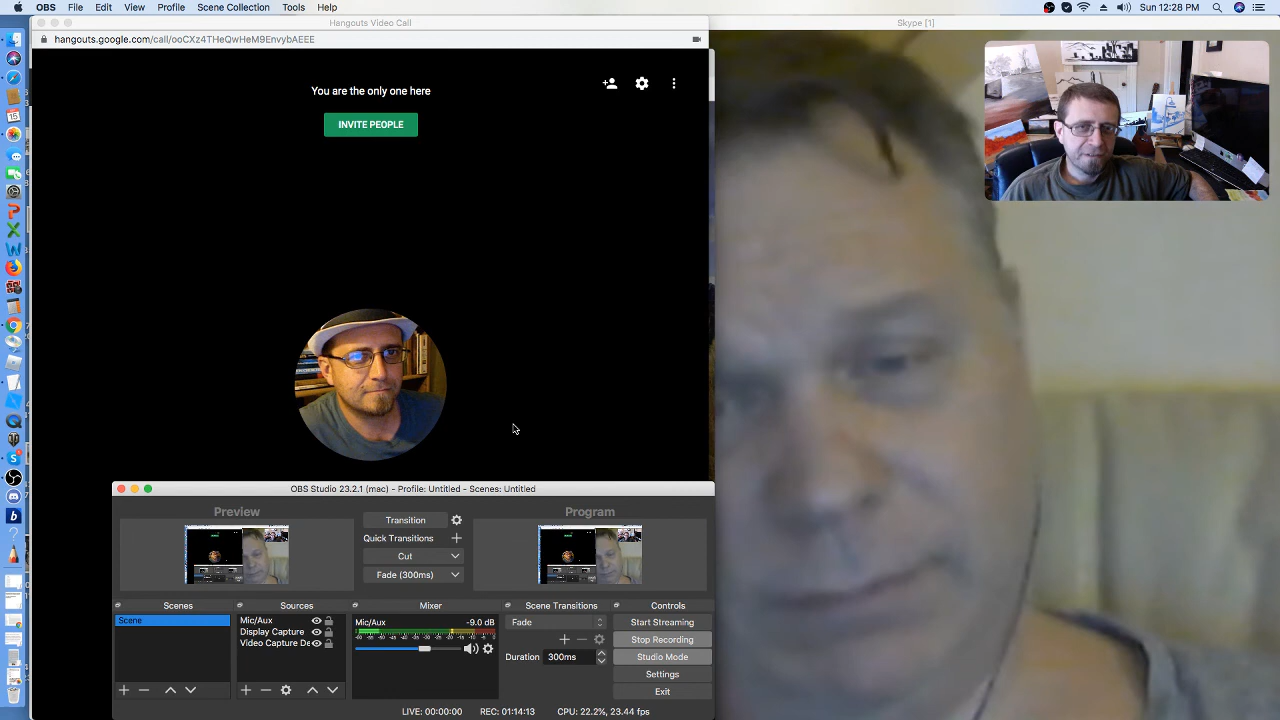 OBS File Edit View Profile Scene Collection Tools Help Sun 12:28 PM
Hangouts Video Call
Skype [1]
hangouts.google.com/call/ooCXz4THeQwHeM9EnvybAEEE
You are the only one here
INVITE PEOPLE
OBS Studio 23.2.1 (mac) - Profile: Untitled - Scenes: Untitled
Preview
Transition
Program
Quick Transitions
Cut
Fade (300ms)
Scenes Sources Mixer Scene Transitions Controls
Scene
Mic/Aux
Display Capture
Video Capture De
Mic/Aux -9.0 dB
Fade
Duration 300ms
Start Streaming
Stop Recording
Studio Mode
Settings
Exit
LIVE: 00:00:00 REC: 01:14:13 CPU: 22.2%, 23.44 fps